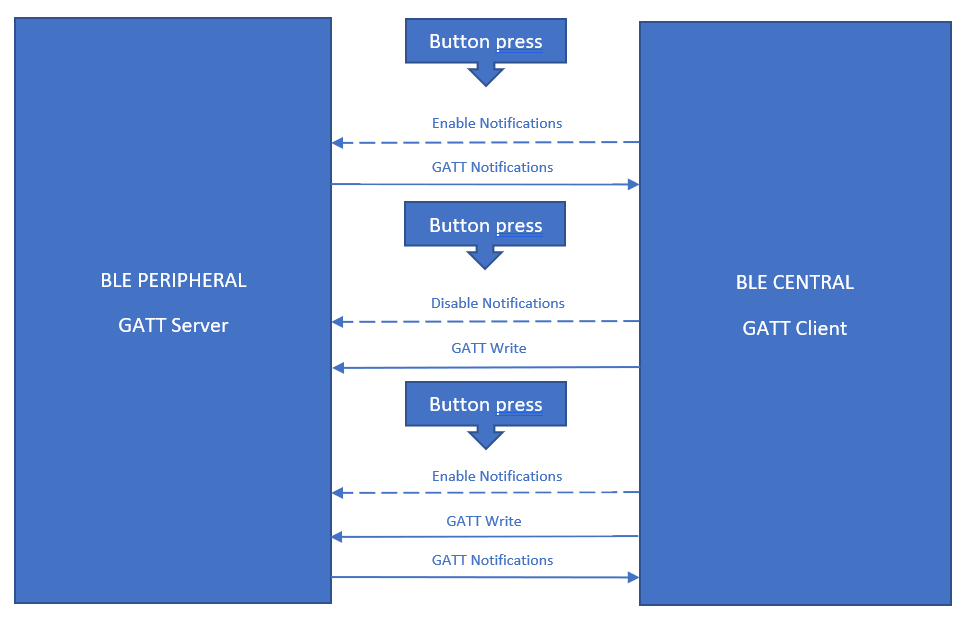 Button press
Enable Notifications
GATT Notifications
Button press
BLE PERIPHERAL
GATT Server
BLE CENTRAL
GATT Client
Disable Notifications
GATT Write
Button press
Enable Notifications
GATT Write
GATT Notifications